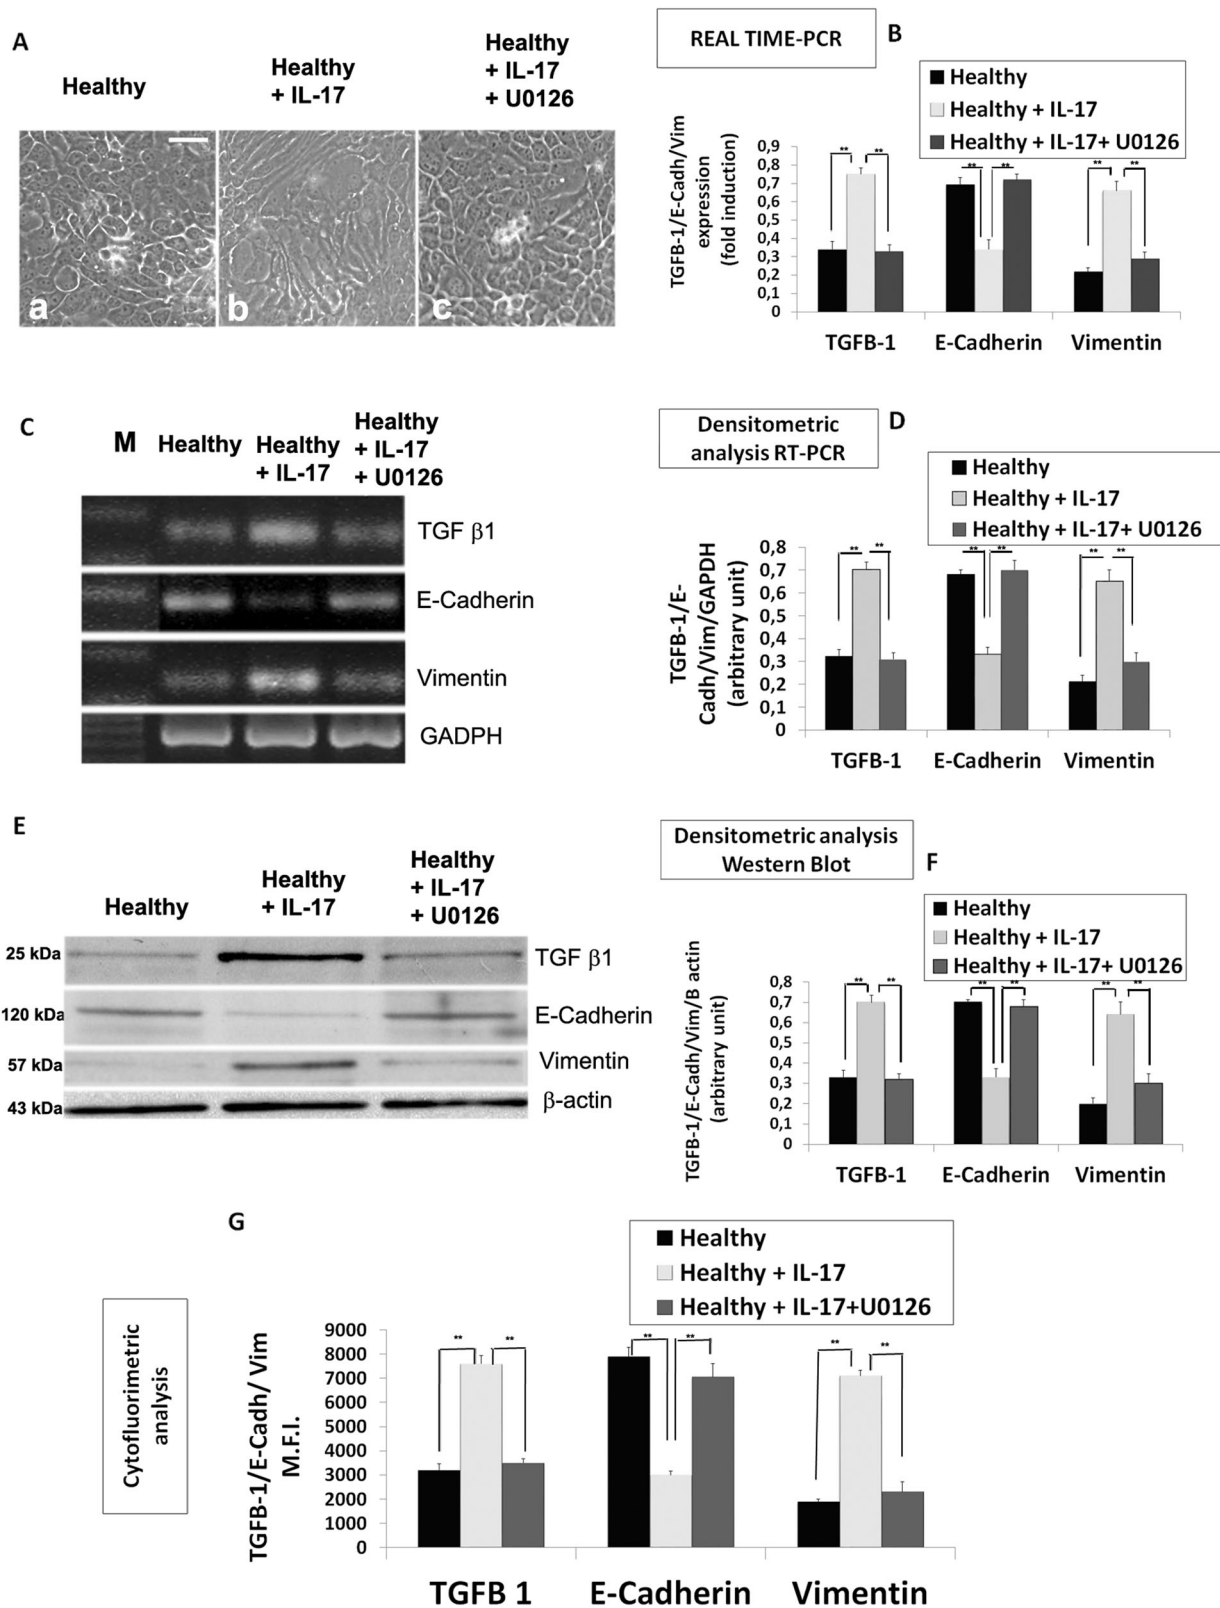 A
Healthy
Healthy
+ IL-17
Healthy
+ IL-17
+ U0126
a
b
c
REAL TIME-PCR
B
Healthy
Healthy + IL-17
Healthy + IL-17+ U0126
TGFB-1/E-Cadh/Vim
expression
(fold induction)
0,9
0,8
0,7
0,6
0,5
0,4
0,3
0,2
0,1
0
** **
** **
** **
TGFB-1 E-Cadherin Vimentin
C
M
Healthy
Healthy
+ IL-17
Healthy
+ IL-17
+ U0126
TGF β1
E-Cadherin
Vimentin
GADPH
Densitometric
analysis RT-PCR
D
Healthy
Healthy + IL-17
Healthy + IL-17+ U0126
TGFB-1/E-
Cadh/Vim/GAPDH
(arbitrary unit)
0,8
0,7
0,6
0,5
0,4
0,3
0,2
0,1
0
** **
** **
** **
TGFB-1 E-Cadherin Vimentin
E
Healthy
Healthy
+ IL-17
Healthy
+ IL-17
+ U0126
25 kDa
TGF β1
120 kDa
E-Cadherin
57 kDa
Vimentin
43 kDa
β-actin
Densitometric analysis
Western Blot
F
Healthy
Healthy + IL-17
Healthy + IL-17+ U0126
TGFB-1/E-Cadh/Vim/B actin
(arbitrary unit)
0,8
0,7
0,6
0,5
0,4
0,3
0,2
0,1
0
** **
** **
** **
TGFB-1 E-Cadherin Vimentin
G
Cytofluorimetric
analysis
Healthy
Healthy + IL-17
Healthy + IL-17+U0126
TGFB-1/E-Cadh/ Vim
M.F.I.
9000
8000
7000
6000
5000
4000
3000
2000
1000
0
** **
** **
** **
TGFB 1 E-Cadherin Vimentin